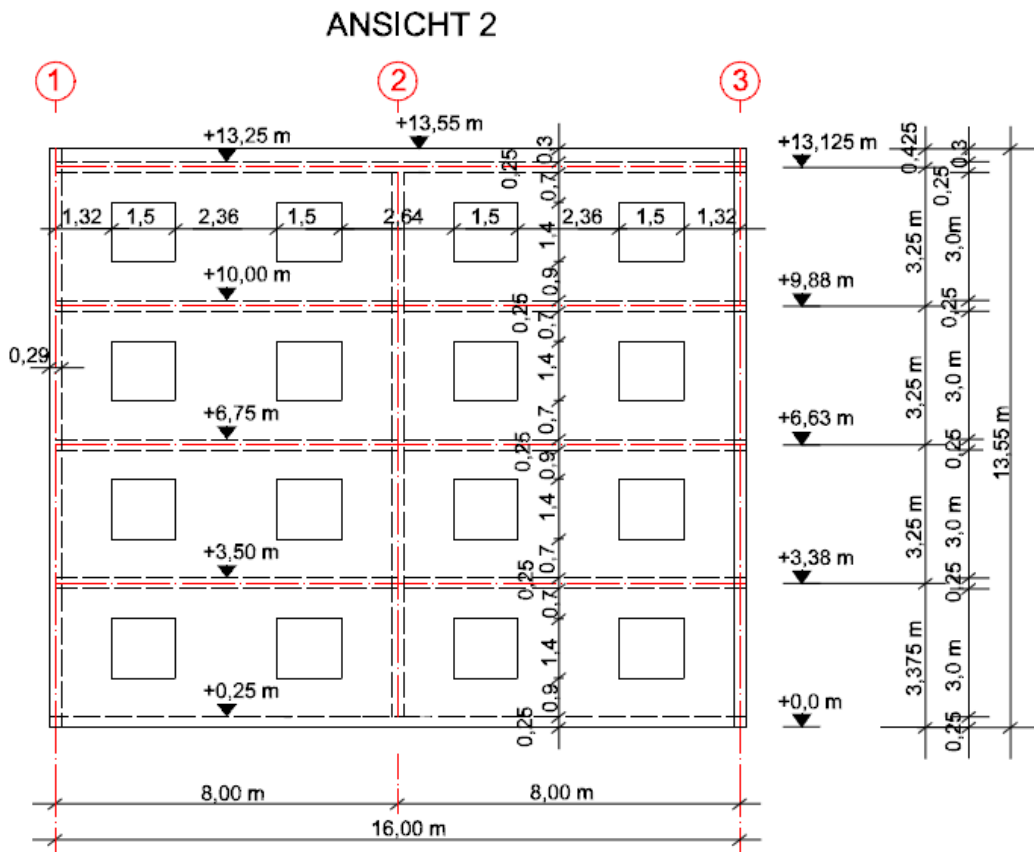 ANSICHT 2
1 2 3
+13,25 m
+13,55 m
0,3
0,25
0,7
+13,125 m
0,425
0,3
0,25
1,32 1,5 2,36 1,5 2,64 1,5 2,36 1,5 1,32
1,4
3,25 m
3,0m
+10,00 m
0,9
+9,88 m
0,25
0,25
0,7
0,29
1,4
3,25 m
3,0 m
+6,75 m
0,7
+6,63 m
0,25
0,25
13,55 m
0,9
1,4
3,25 m
3,0 m
+3,50 m
0,7
+3,38 m
0,25
0,25
0,7
1,4
3,375 m
3,0 m
+0,25 m
0,9
+0,0 m
0,25
0,25
8,00 m 8,00 m
16,00 m